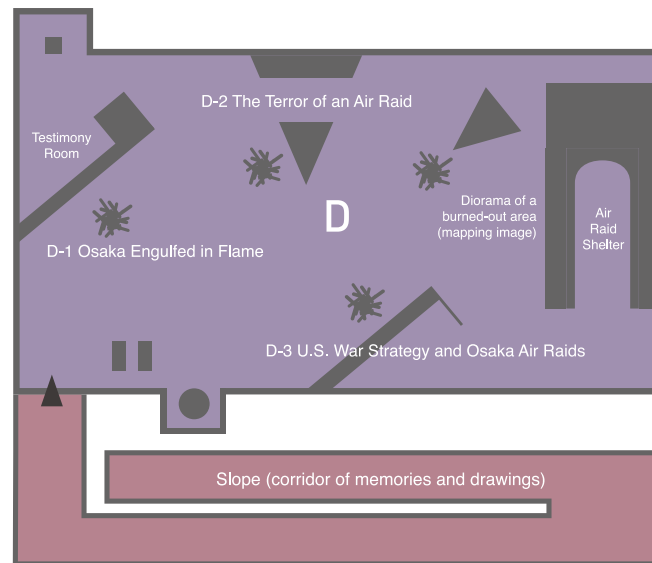 D-2 The Terror of an Air Raid
Testimony
Room
D
Diorama of a
burned-out area
(mapping image)
Air
Raid
Shelter
D-1 Osaka Engulfed in Flame
D-3 U.S. War Strategy and Osaka Air Raids
Slope (corridor of memories and drawings)